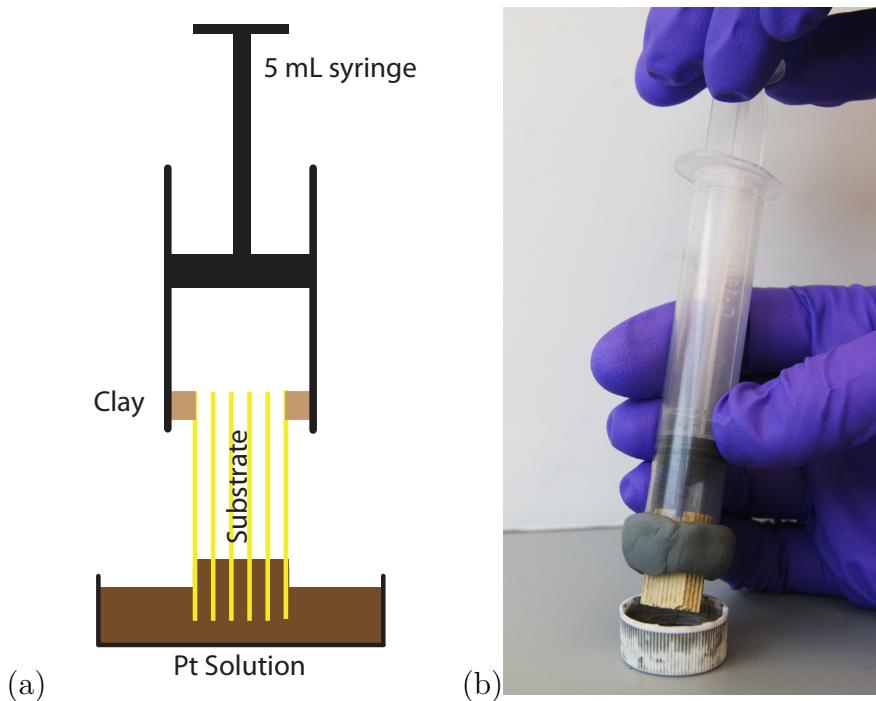 5 mL syringe
Clay
Substrate
Pt Solution
(a)
(b)